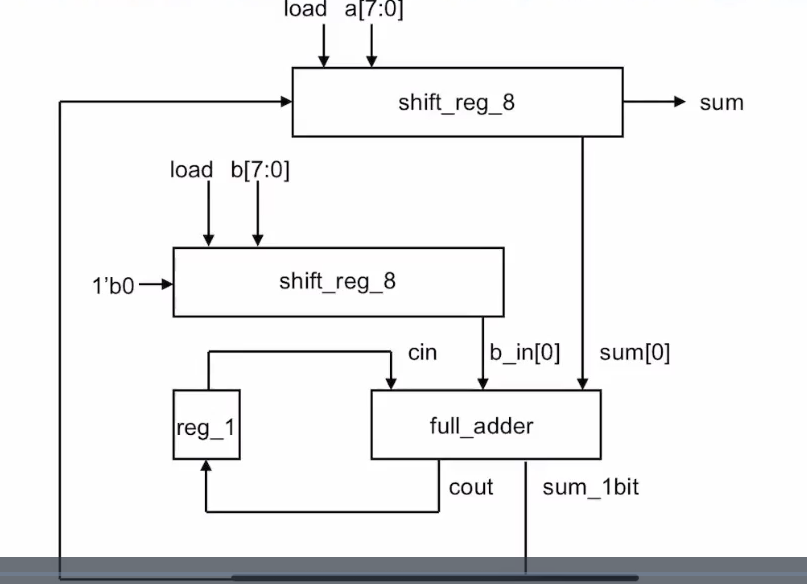 load a[7:0]
shift_reg_8
sum
load b[7:0]
1’b0
shift_reg_8
cin
b_in[0]
sum[0]
reg_1
full_adder
cout
sum_1bit